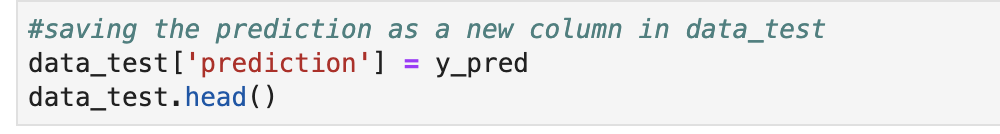 #saving the prediction as a new column in data_test
data_test['prediction'] = y_pred
data_test.head()